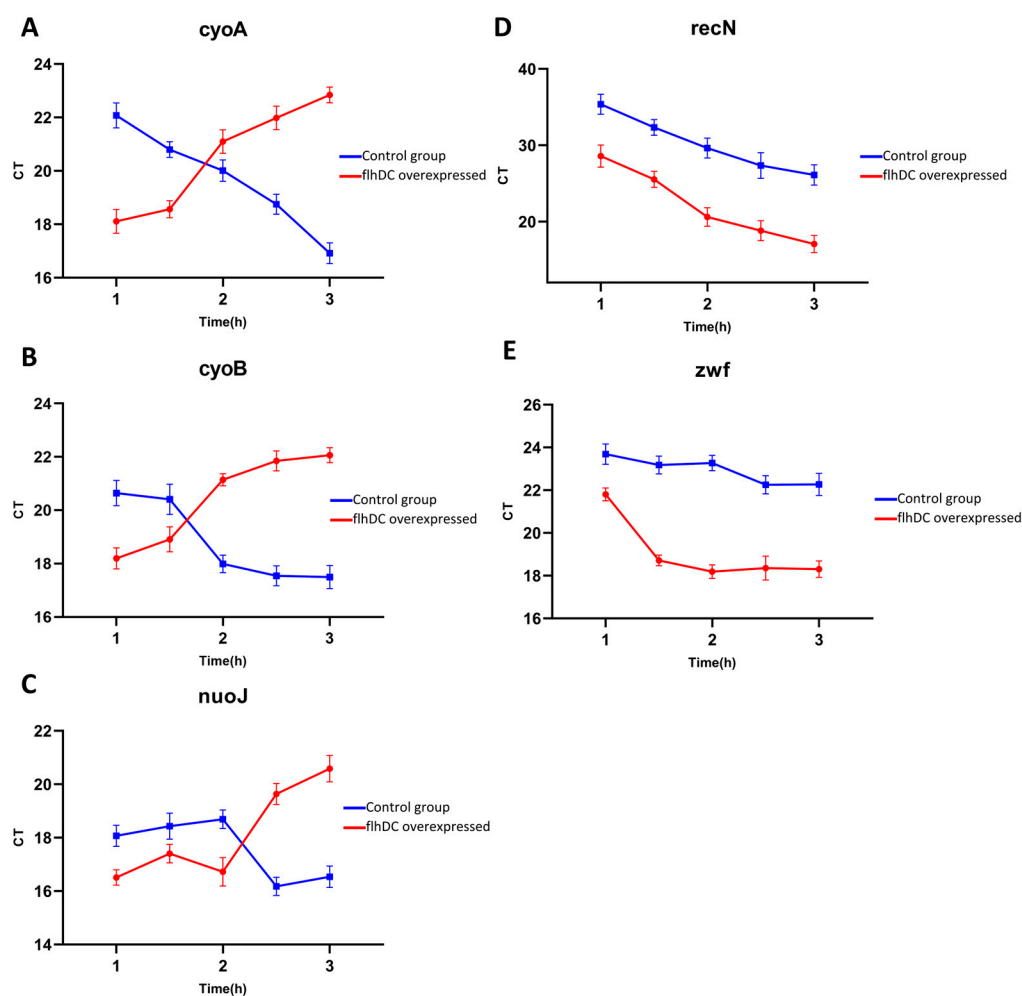 A
cyoA
24
22
20
18
16
CT
1
2
3
Time(h)
Control group
flhDC overexpressed
B
cyoB
24
22
20
18
16
CT
1
2
3
Time(h)
Control group
flhDC overexpressed
C
nuoJ
22
20
18
16
14
CT
1
2
3
Time(h)
Control group
flhDC overexpressed
D
recN
40
30
20
CT
1
2
3
Time(h)
Control group
flhDC overexpressed
E
zwf
26
24
22
20
18
16
CT
1
2
3
Time(h)
Control group
flhDC overexpressed